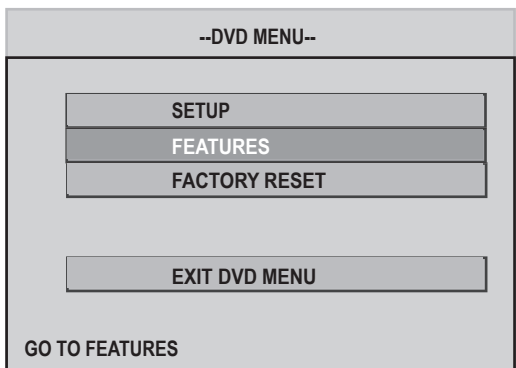 --DVD MENU--
SETUP
FEATURES
FACTORY RESET
EXIT DVD MENU
GO TO FEATURES